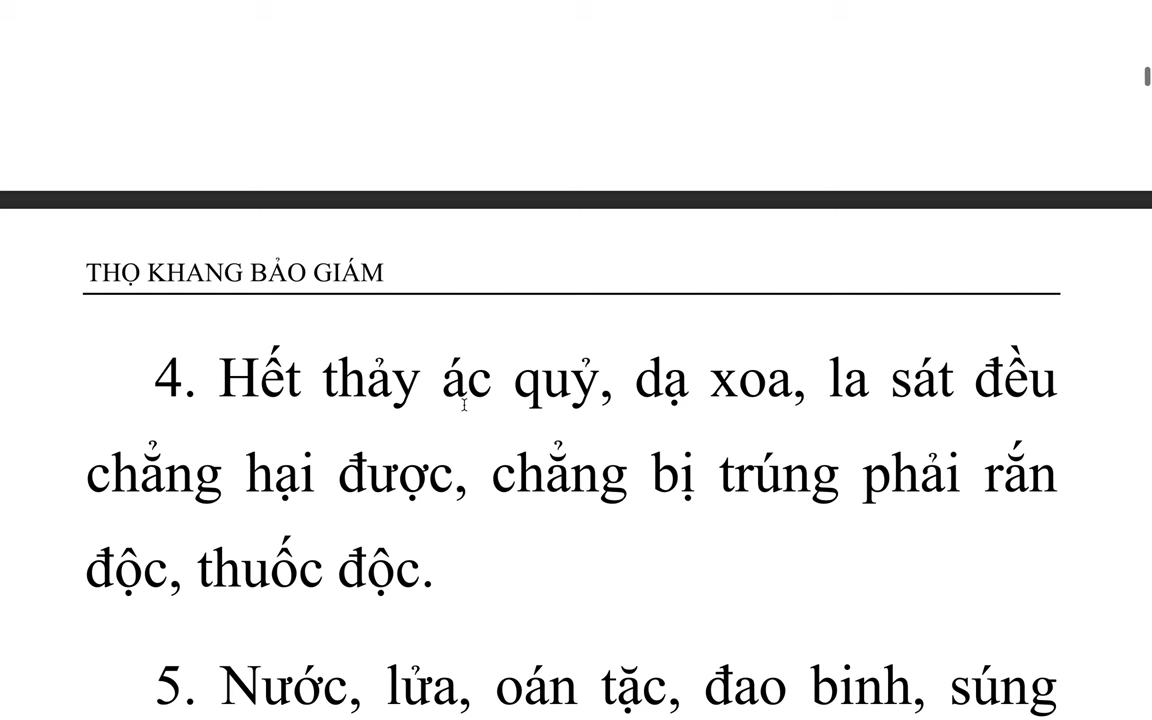 THỌ KHANG BẢO GIÁM
4. Hết thảy ác quỷ, dạ xoa, la sát đều
chẳng hại được, chẳng bị trúng phải rắn
độc, thuốc độc.
5. Nước, lửa, oán tặc, đao binh, súng